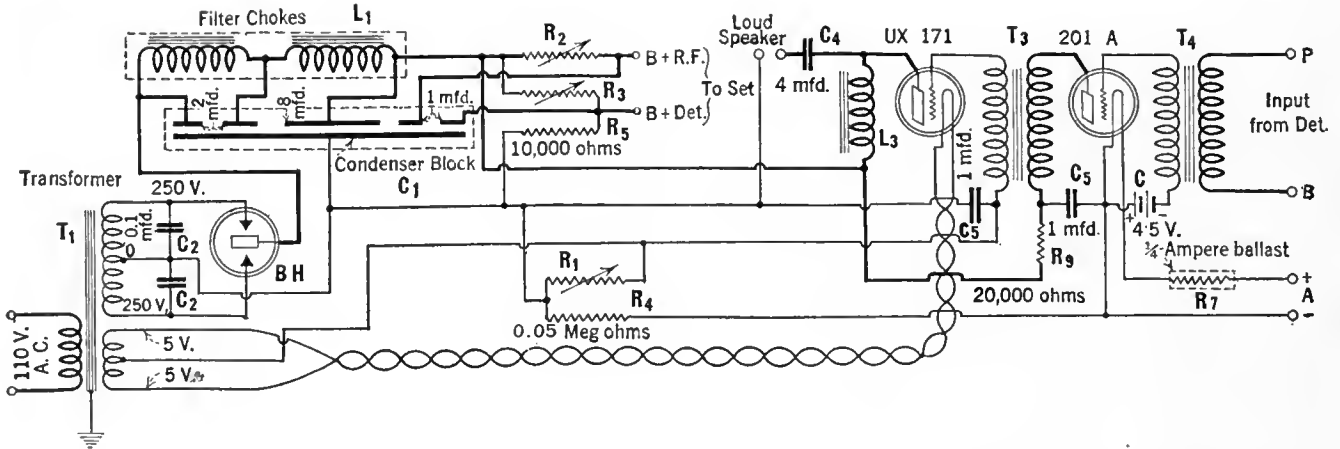 Filter Chokes
L1
R2
B + R.F.
To Set
R3
B + Det.
R5
10,000 ohms
2 mfd.
8 mfd.
1 mfd.
Condenser Block
C1
Loud
Speaker
C4
4 mfd.
UX 171
T3
201 A
T4
P
Input
from Det.
B
L3
1 mfd.
C5
C5
1 mfd.
C
+ -
4.5 V.
¼ Ampere ballast
R9
20,000 ohms
R7
+
A
-
Transformer
T1
250 V.
0.1 mfd.
C2
0
C2
250 V.
BH
R1
R4
0.05 Meg ohms
110 V.
A.C.
5 V.
5 V.